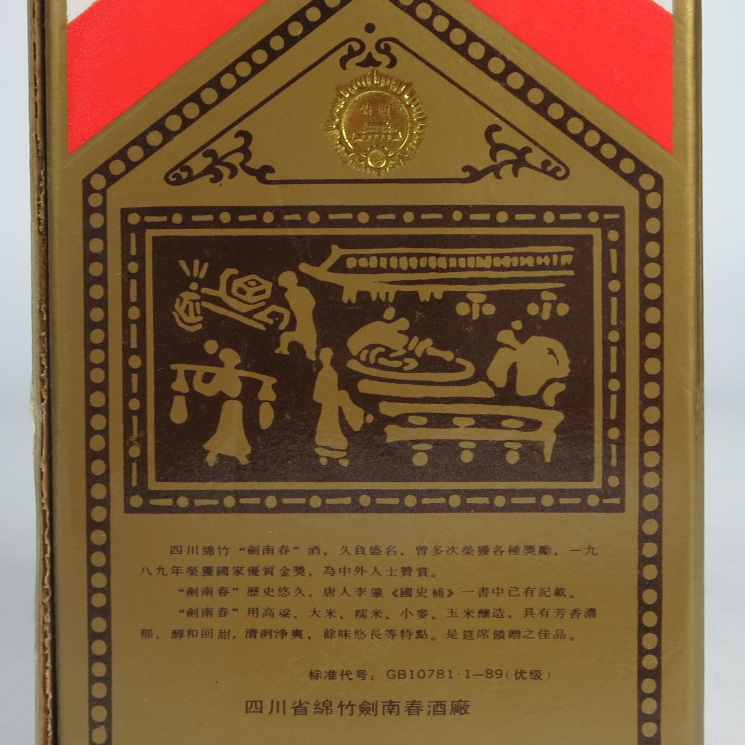 四川綿竹“劍南春”酒，久負盛名，曾多次榮獲各種獎勵，一九
八九年榮獲國家優質金獎，為中外人士贊賞。
“劍南春”歷史悠久，唐人李肇《國史補》一書中已有記載。
“劍南春”用高粱、大米、糯米、小麥、玉米釀造，具有芳香濃
郁，醇和回甜，清洌淨爽，餘味悠長等特點。是筵席饋贈之佳品。
标准代号：GB10781·1—89（优级）
四川省綿竹劍南春酒廠